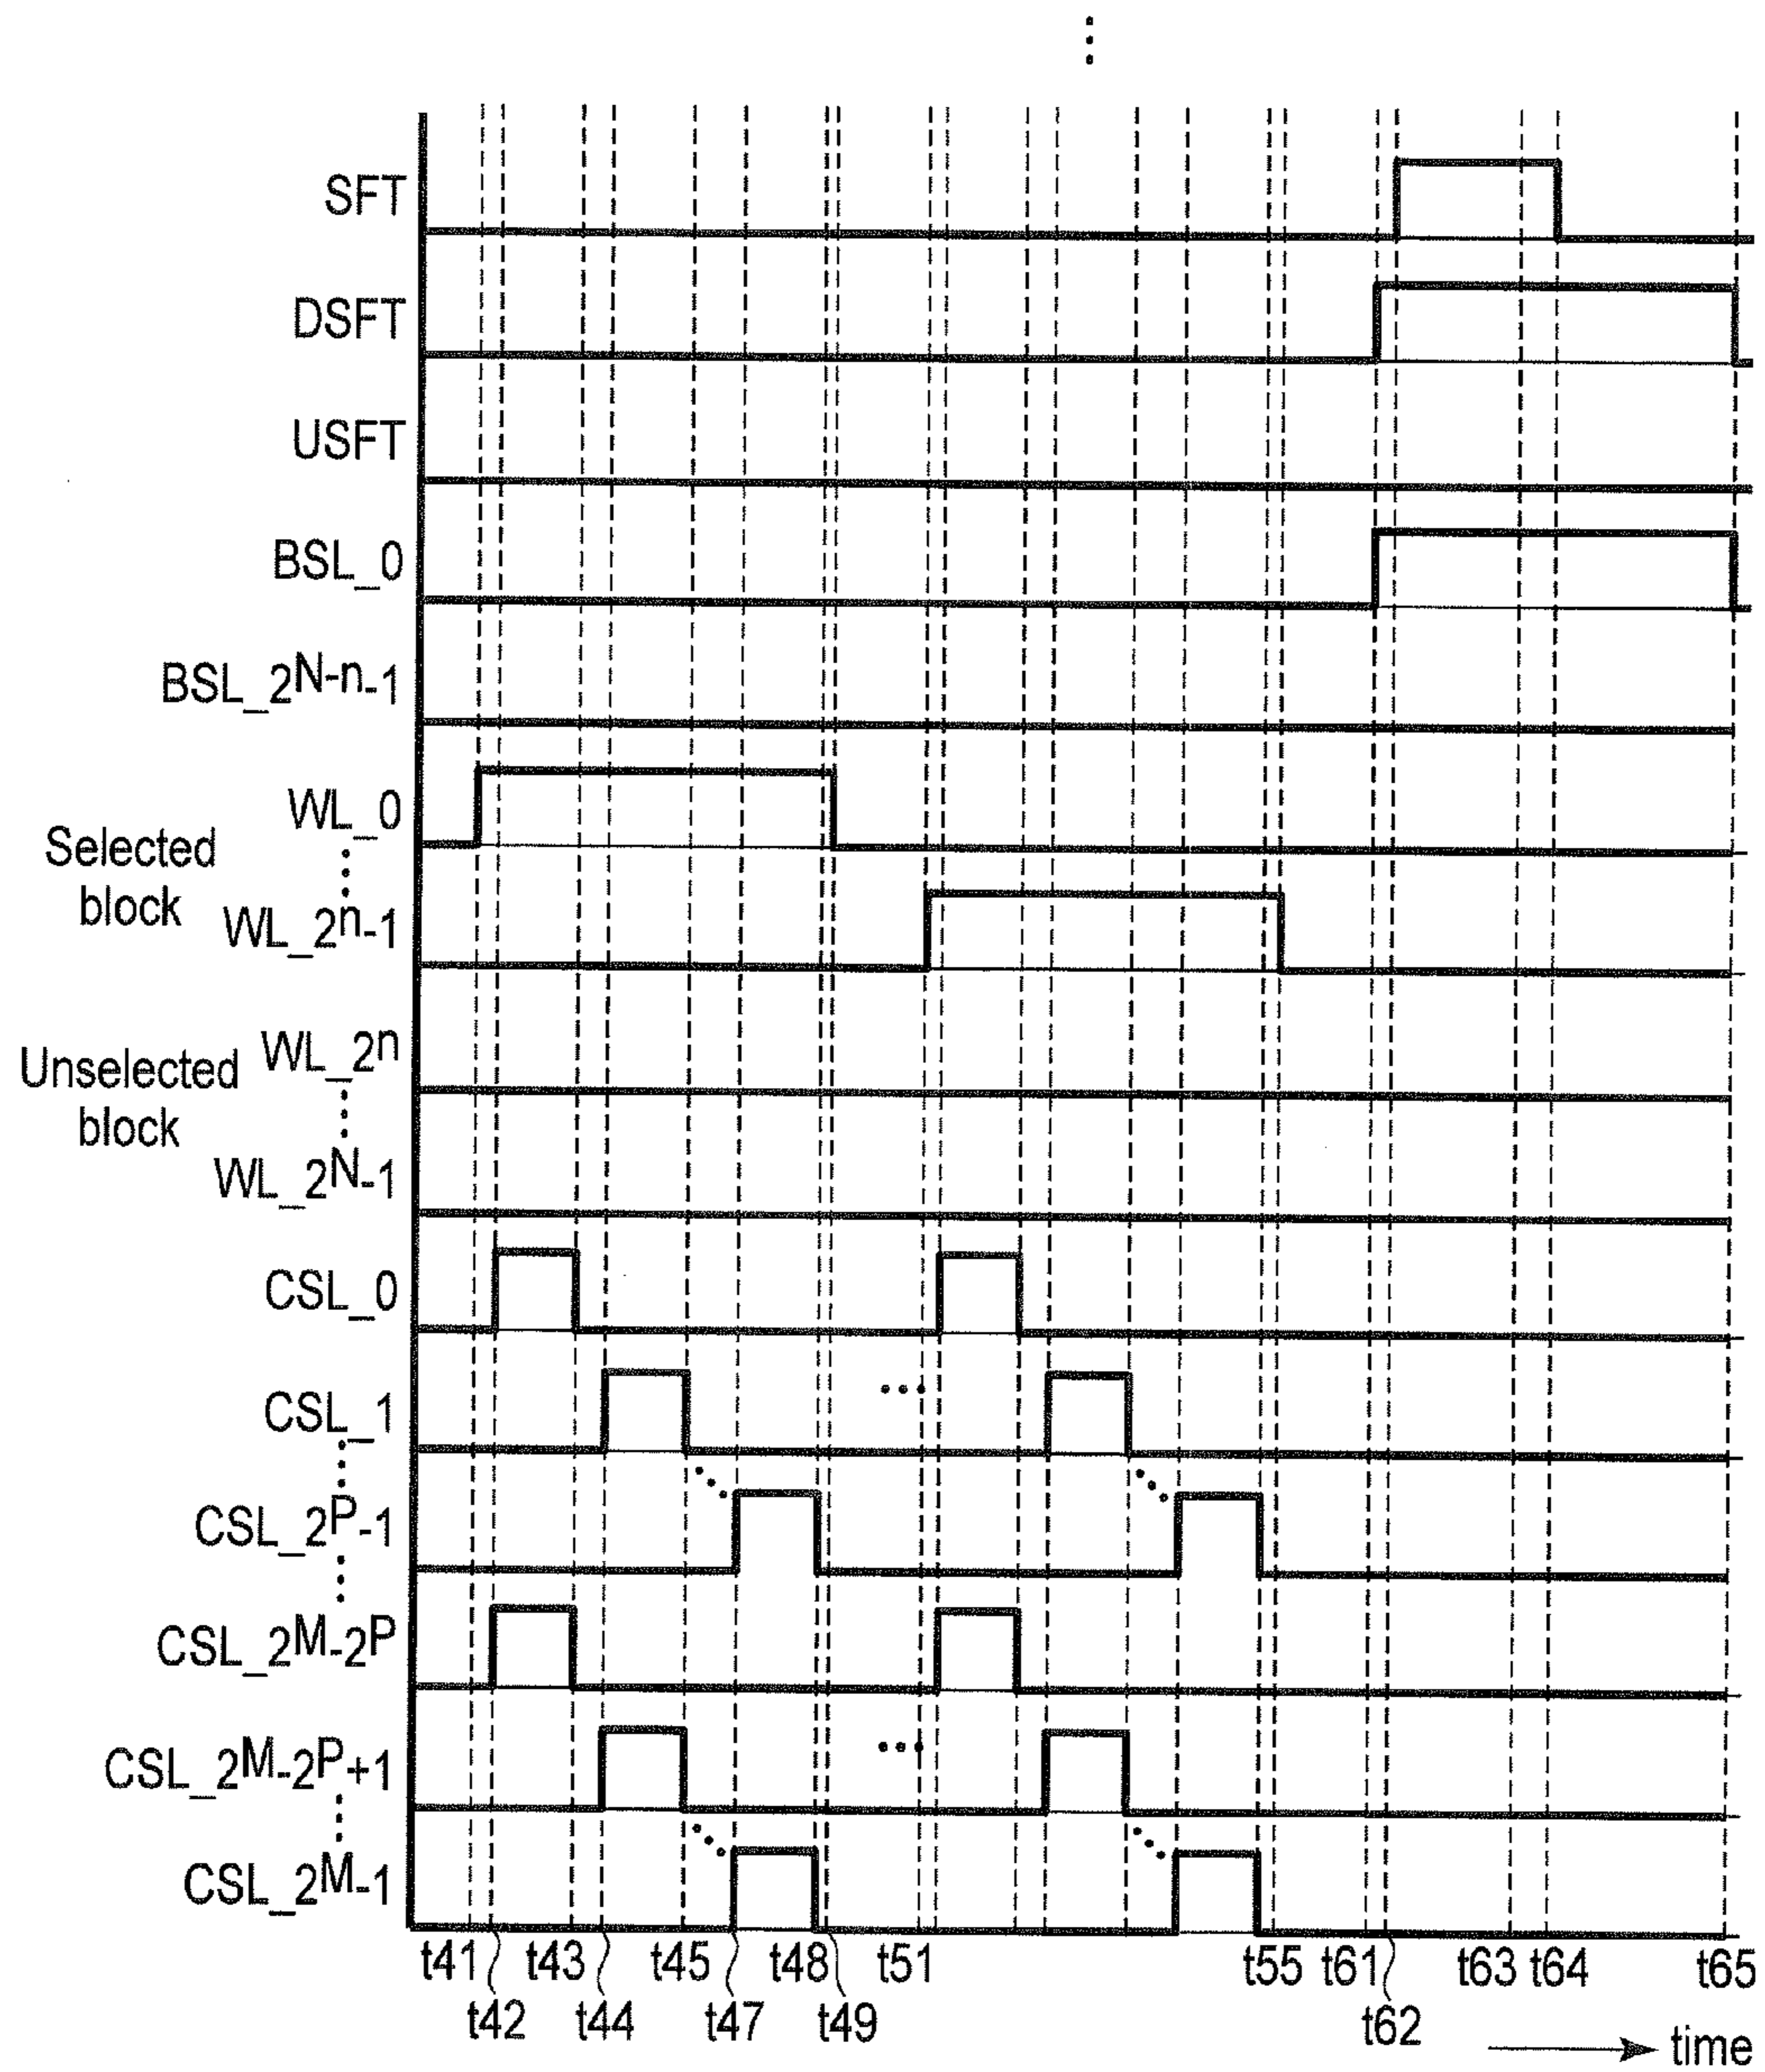 SFT
DSFT
USFT
BSL_0
BSL_2N-n-1
WL_0
Selected
block
WL_2n-1
WL_2n
Unselected
block
WL_2N-1
CSL_0
CSL_1
CSL_2P-1
CSL_2M-2P
CSL_2M-2P+1
CSL_2M-1
t41 t43 t45 t48 t51 t55 t61 t63 t64 t65
t42 t44 t47 t49 t62
time